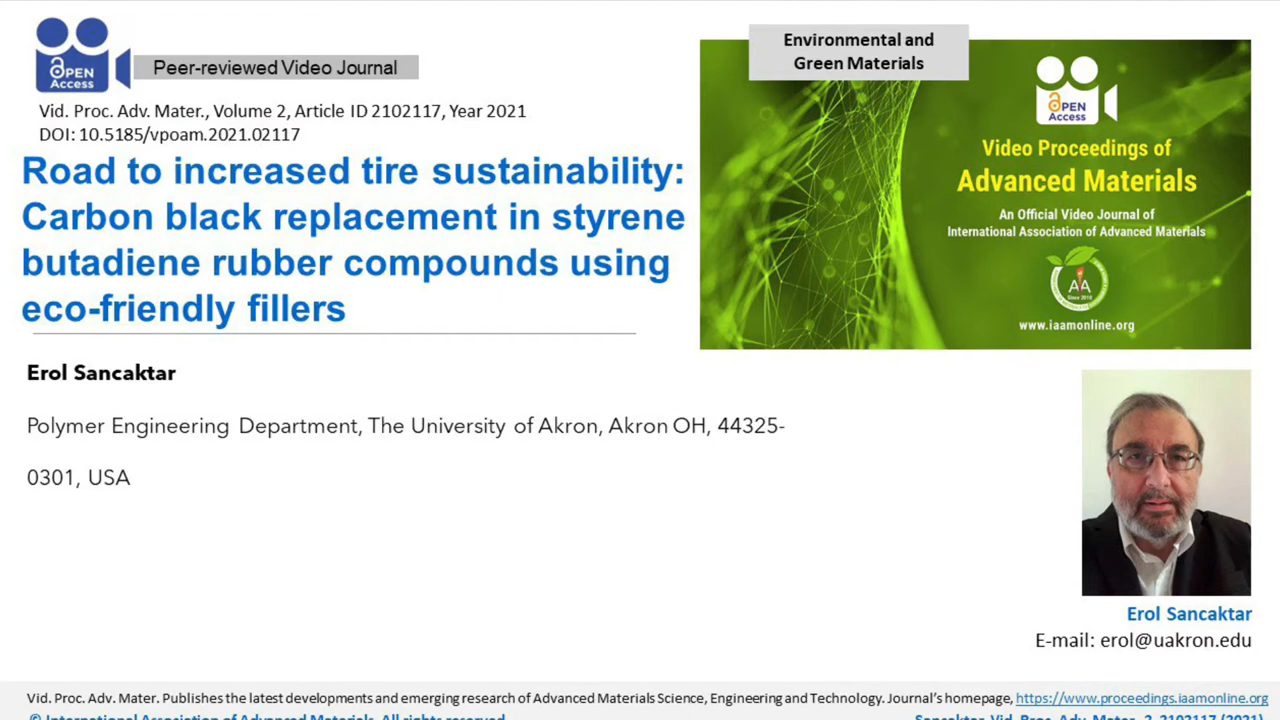 OPEN
Access
Peer-reviewed Video Journal
Vid. Proc. Adv. Mater., Volume 2, Article ID 2102117, Year 2021
DOI: 10.5185/vpoam.2021.02117
Road to increased tire sustainability:
Carbon black replacement in styrene
butadiene rubber compounds using
eco-friendly fillers
Erol Sancaktar
Polymer Engineering Department, The University of Akron, Akron OH, 44325-
0301, USA
Environmental and
Green Materials
OPEN
Access
Video Proceedings of
Advanced Materials
An Official Video Journal of
International Association of Advanced Materials
Since 2010
www.iaamonline.org
Erol Sancaktar
E-mail: erol@uakron.edu
Vid. Proc. Adv. Mater. Publishes the latest developments and emerging research of Advanced Materials Science, Engineering and Technology. Journal's homepage, https://www.proceedings.iaamonline.org
© International Association of Advanced Materials. All rights reserved.
Sancaktar, Vid. Proc. Adv. Mater., 2, 2102117 (2021)